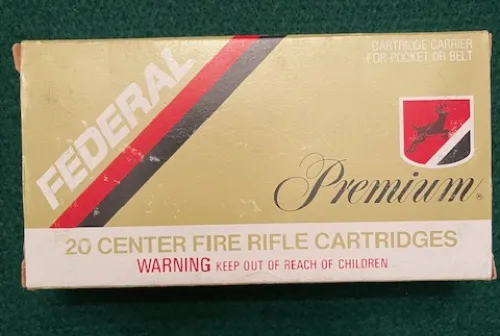 FEDERAL
CARTRIDGE CARRIER
FOR POCKET OR BELT
Premium®
20 CENTER FIRE RIFLE CARTRIDGES
WARNING KEEP OUT OF REACH OF CHILDREN